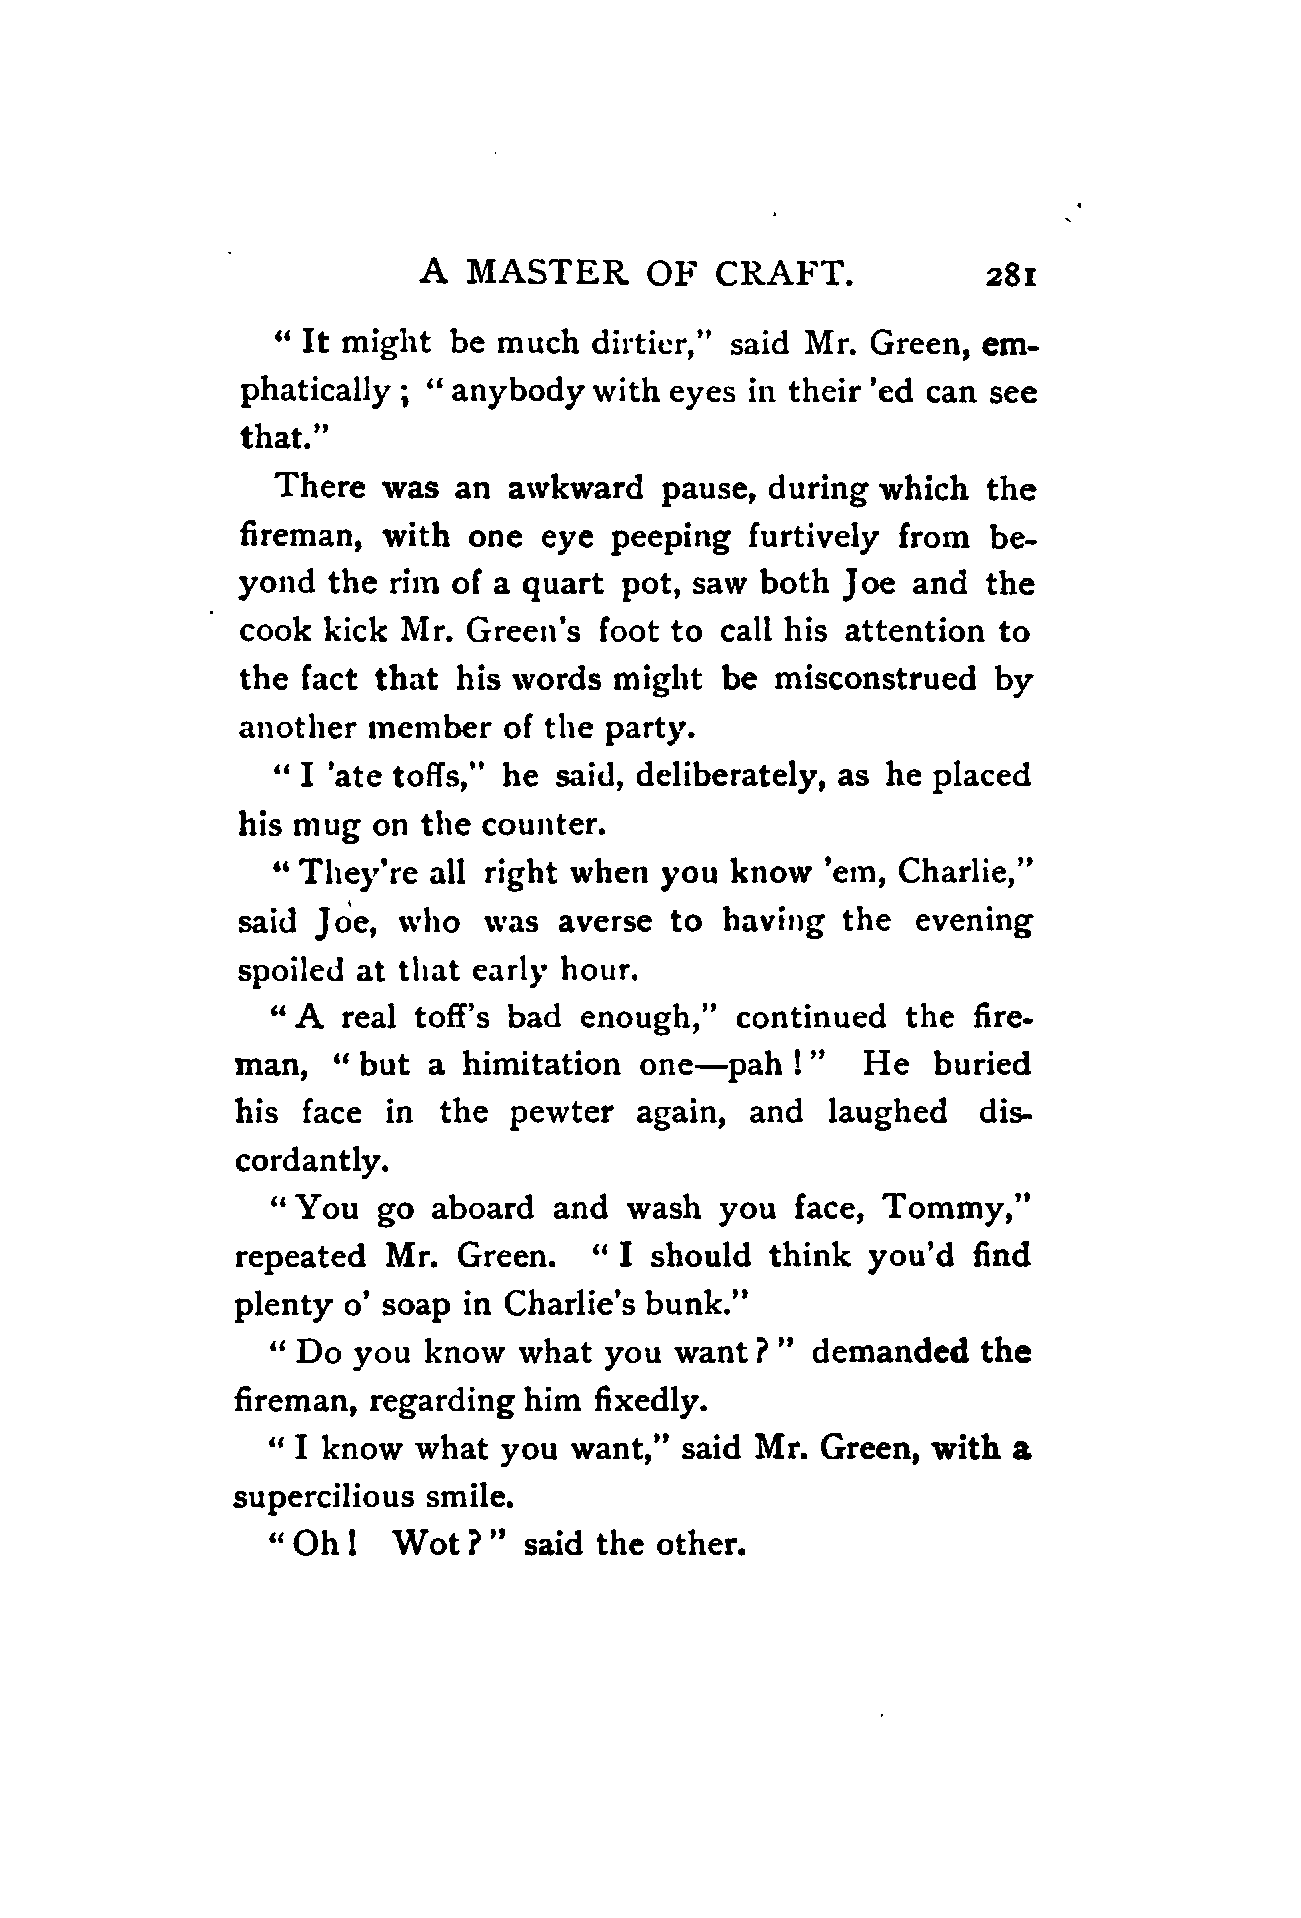 A MASTER OF CRAFT. 281
“ It might be much dirtier,” said Mr. Green, em-
phatically ; “ anybody with eyes in their ’ed can see
that.”
There was an awkward pause, during which the
fireman, with one eye peeping furtively from be-
yond the rim of a quart pot, saw both Joe and the
cook kick Mr. Green’s foot to call his attention to
the fact that his words might be misconstrued by
another member of the party.
“ I ’ate toffs,” he said, deliberately, as he placed
his mug on the counter.
“ They’re all right when you know ’em, Charlie,”
said Joe, who was averse to having the evening
spoiled at that early hour.
“ A real toff’s bad enough,” continued the fire-
man, “ but a himitation one—pah ! ” He buried
his face in the pewter again, and laughed dis-
cordantly.
“ You go aboard and wash you face, Tommy,”
repeated Mr. Green. “ I should think you’d find
plenty o’ soap in Charlie’s bunk.”
“ Do you know what you want ? ” demanded the
fireman, regarding him fixedly.
“ I know what you want,” said Mr. Green, with a
supercilious smile.
“ Oh ! Wot ? ” said the other.